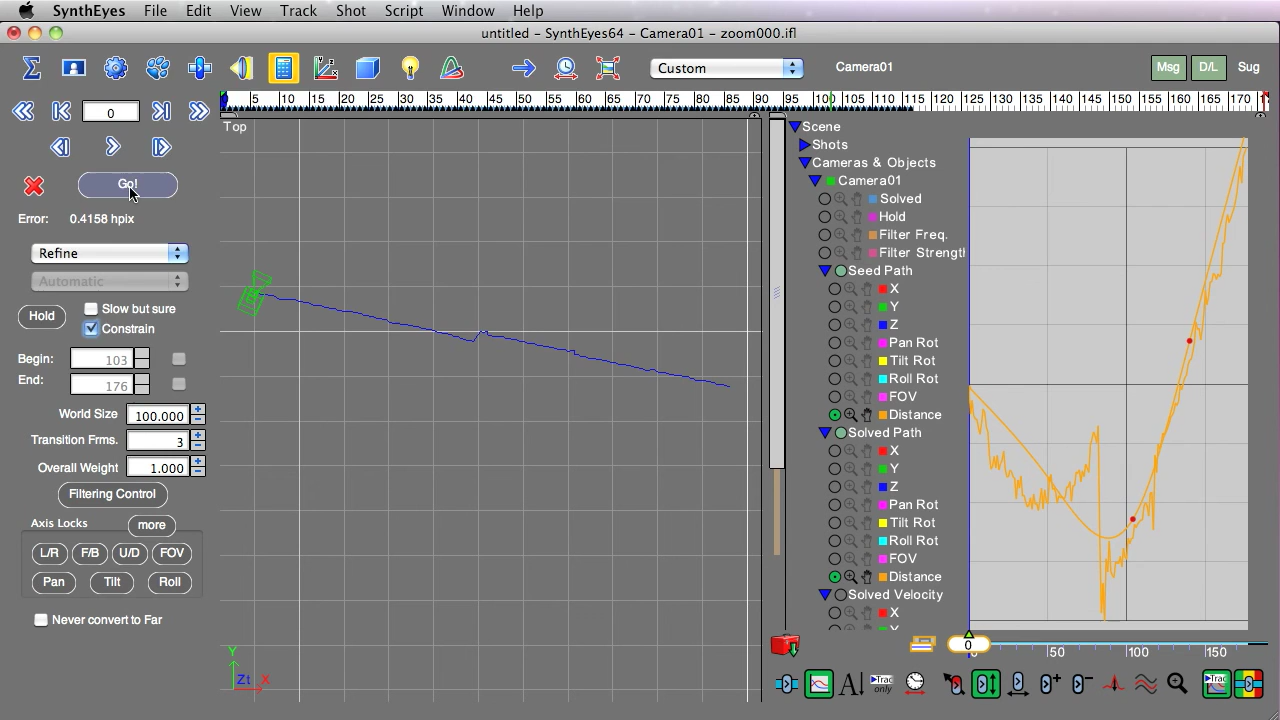 SynthEyes File Edit View Track Shot Script Window Help
untitled - SynthEyes64 - Camera01 - zoom000.ifl
Custom Camera01 Msg D/L Sug
0
5 10 15 20 25 30 35 40 45 50 55 60 65 70 75 80 85 90 95 100 105 110 115 120 125 130 135 140 145 150 155 160 165 170
Top
Go!
Error: 0.4158 hpix
Refine
Automatic
Hold
Slow but sure
Constrain
Begin: 103
End: 176
World Size 100.000
Transition Frms. 3
Overall Weight 1.000
Filtering Control
Axis Locks more
L/R F/B U/D FOV
Pan Tilt Roll
Never convert to Far
Y
Zt X
Scene
Shots
Cameras & Objects
Camera01
Solved
Hold
Filter Freq.
Filter Strength
Seed Path
X
Y
Z
Pan Rot
Tilt Rot
Roll Rot
FOV
Distance
Solved Path
X
Y
Z
Pan Rot
Tilt Rot
Roll Rot
FOV
Distance
Solved Velocity
X
0 50 100 150
A Trac only Trac